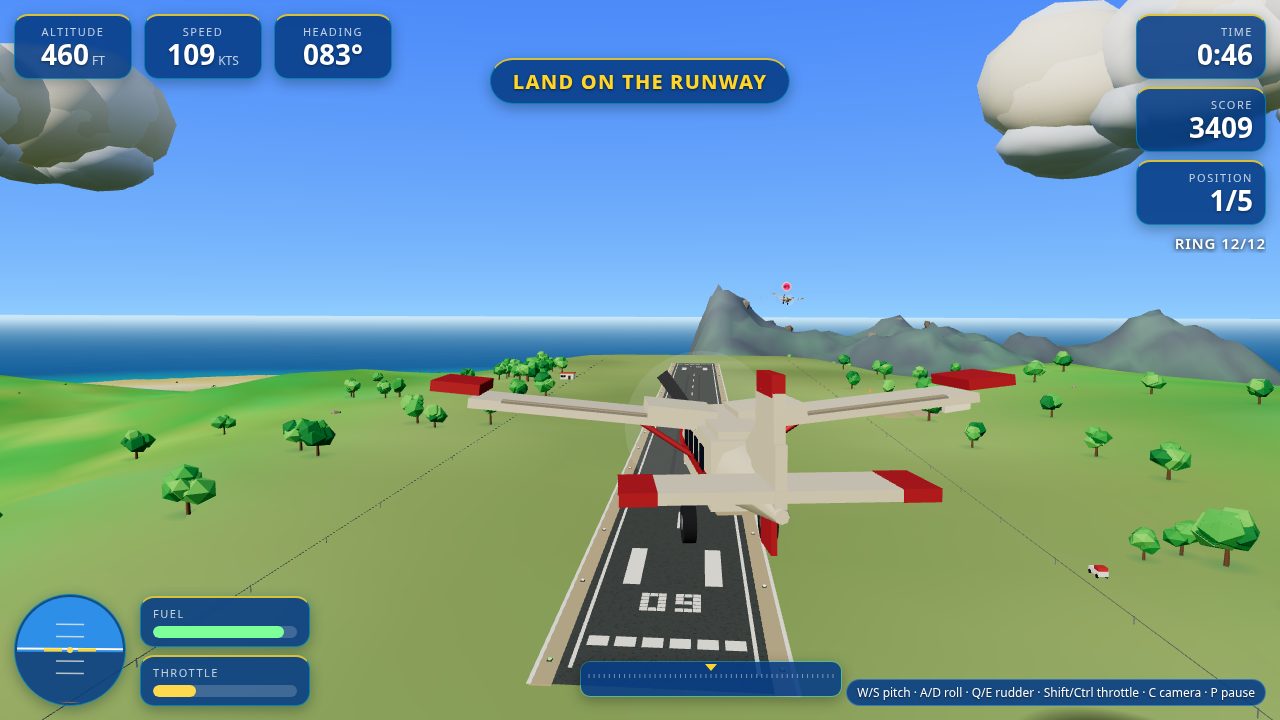 ALTITUDE
460 FT
SPEED
109 KTS
HEADING
083°
LAND ON THE RUNWAY
TIME
0:46
SCORE
3409
POSITION
1/5
RING 12/12
09
FUEL
THROTTLE
W/S pitch · A/D roll · Q/E rudder · Shift/Ctrl throttle · C camera · P pause